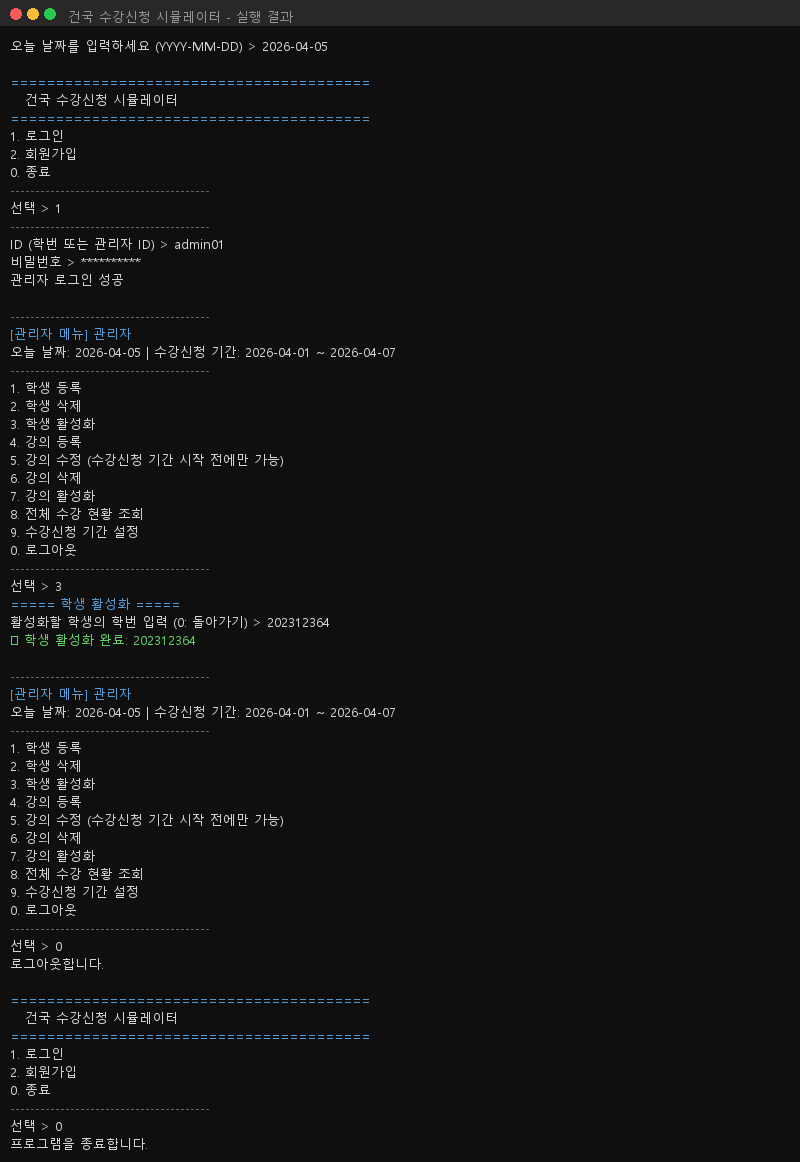 건국 수강신청 시뮬레이터 - 실행 결과
오늘 날짜를 입력하세요 (YYYY-MM-DD) > 2026-04-05
========================================
건국 수강신청 시뮬레이터
========================================
1. 로그인
2. 회원가입
0. 종료
----------------------------------------
선택 > 1
----------------------------------------
ID (학번 또는 관리자 ID) > admin01
비밀번호 > **********
관리자 로그인 성공
----------------------------------------
[관리자 메뉴] 관리자
오늘 날짜: 2026-04-05 | 수강신청 기간: 2026-04-01 ~ 2026-04-07
----------------------------------------
1. 학생 등록
2. 학생 삭제
3. 학생 활성화
4. 강의 등록
5. 강의 수정 (수강신청 기간 시작 전에만 가능)
6. 강의 삭제
7. 강의 활성화
8. 전체 수강 현황 조회
9. 수강신청 기간 설정
0. 로그아웃
----------------------------------------
선택 > 3
===== 학생 활성화 =====
활성화할 학생의 학번 입력 (0: 돌아가기) > 202312364
학생 활성화 완료: 202312364
----------------------------------------
[관리자 메뉴] 관리자
오늘 날짜: 2026-04-05 | 수강신청 기간: 2026-04-01 ~ 2026-04-07
----------------------------------------
1. 학생 등록
2. 학생 삭제
3. 학생 활성화
4. 강의 등록
5. 강의 수정 (수강신청 기간 시작 전에만 가능)
6. 강의 삭제
7. 강의 활성화
8. 전체 수강 현황 조회
9. 수강신청 기간 설정
0. 로그아웃
----------------------------------------
선택 > 0
로그아웃합니다.
========================================
건국 수강신청 시뮬레이터
========================================
1. 로그인
2. 회원가입
0. 종료
----------------------------------------
선택 > 0
프로그램을 종료합니다.